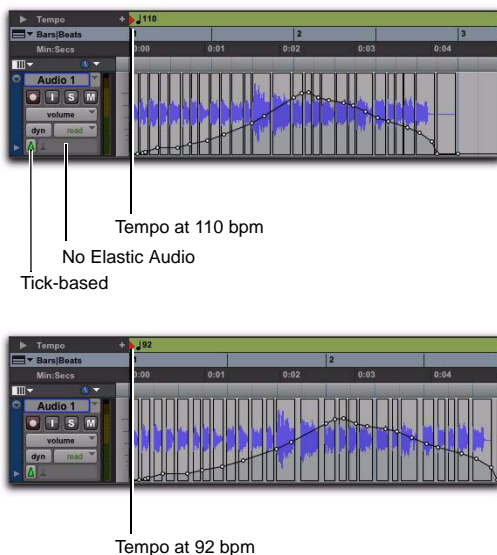 Tempo + ♩110
Bars|Beats 1 2 3
Min:Secs 0:00 0:01 0:02 0:03 0:04
Audio 1
I S M
volume
dyn read
Tempo at 110 bpm
No Elastic Audio
Tick-based
Tempo + ♩92
Bars|Beats 1 2
Min:Secs 0:00 0:01 0:02 0:03 0:04
Audio 1
I S M
volume
dyn read
Tempo at 92 bpm